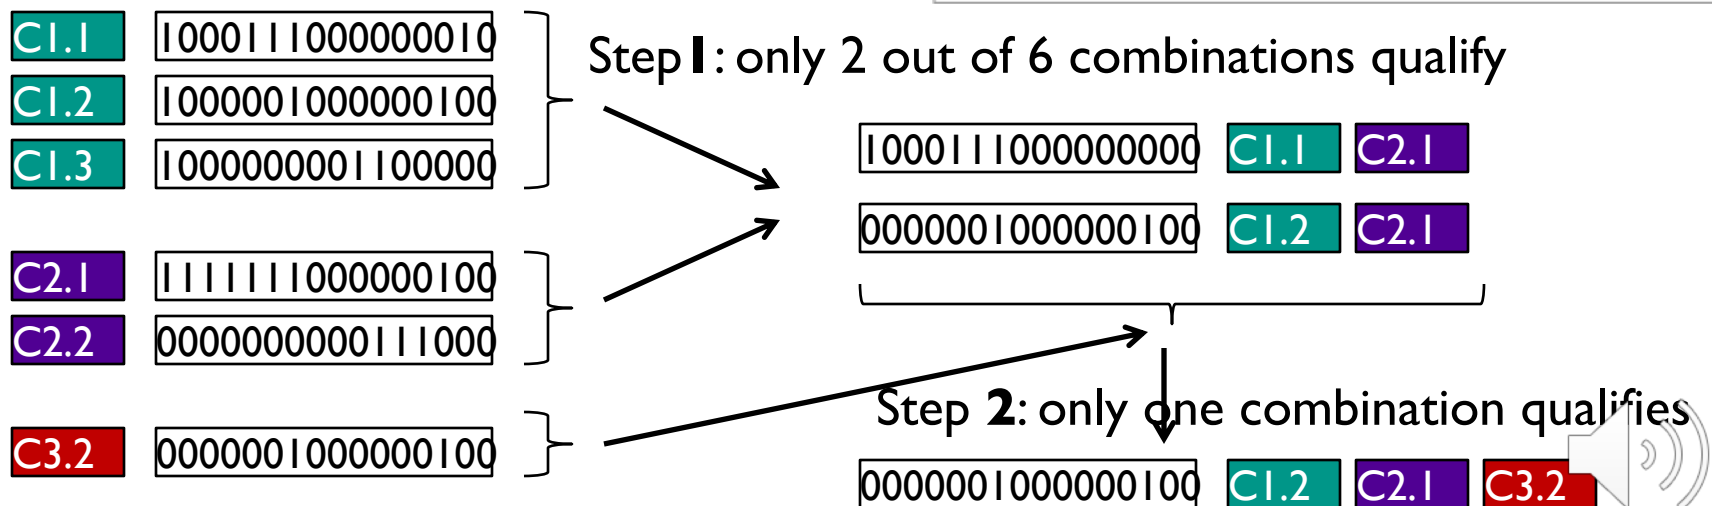 C1.1 1000111000000010
C1.2 1000001000000100
C1.3 1000000001100000
C2.1 1111111000000100
C2.2 0000000000111000
C3.2 0000001000000100
Step 1: only 2 out of 6 combinations qualify
1000111000000000 C1.1 C2.1
0000001000000100 C1.2 C2.1
Step 2: only one combination qualifies
0000001000000100 C1.2 C2.1 C3.2